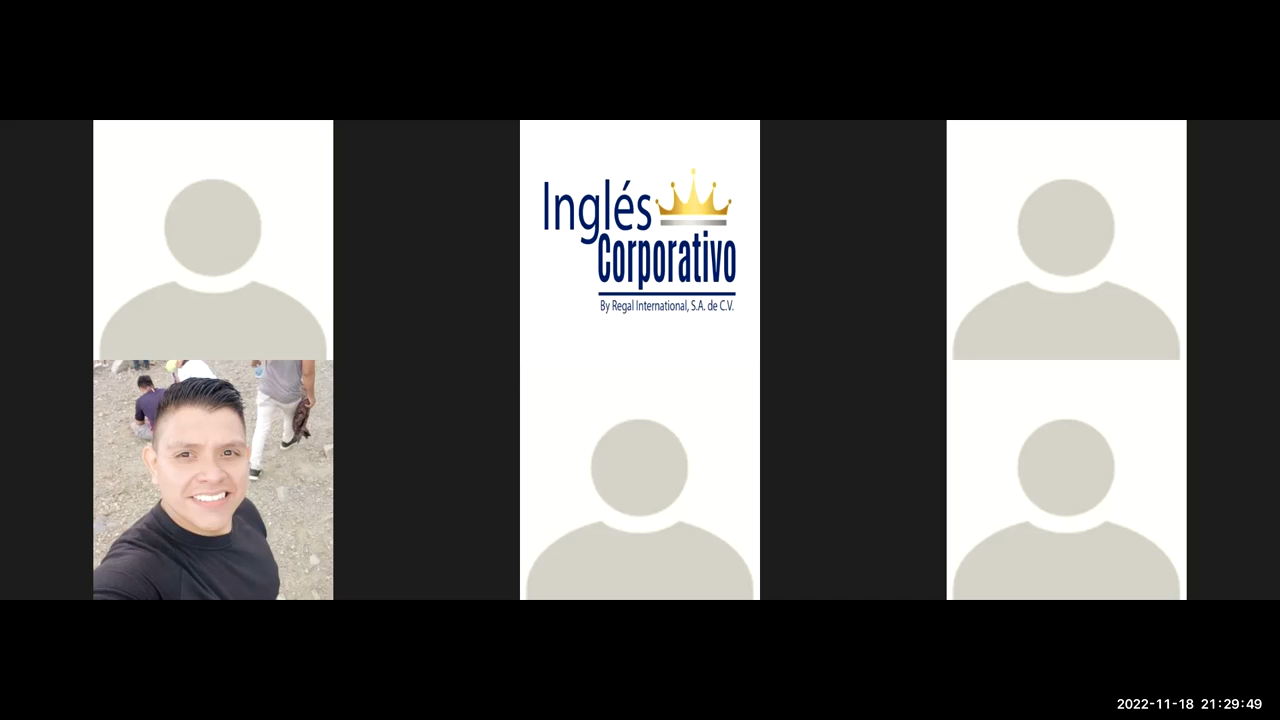 Inglés
Corporativo
By Regal International, S.A. de C.V.
2022-11-18 21:29:49